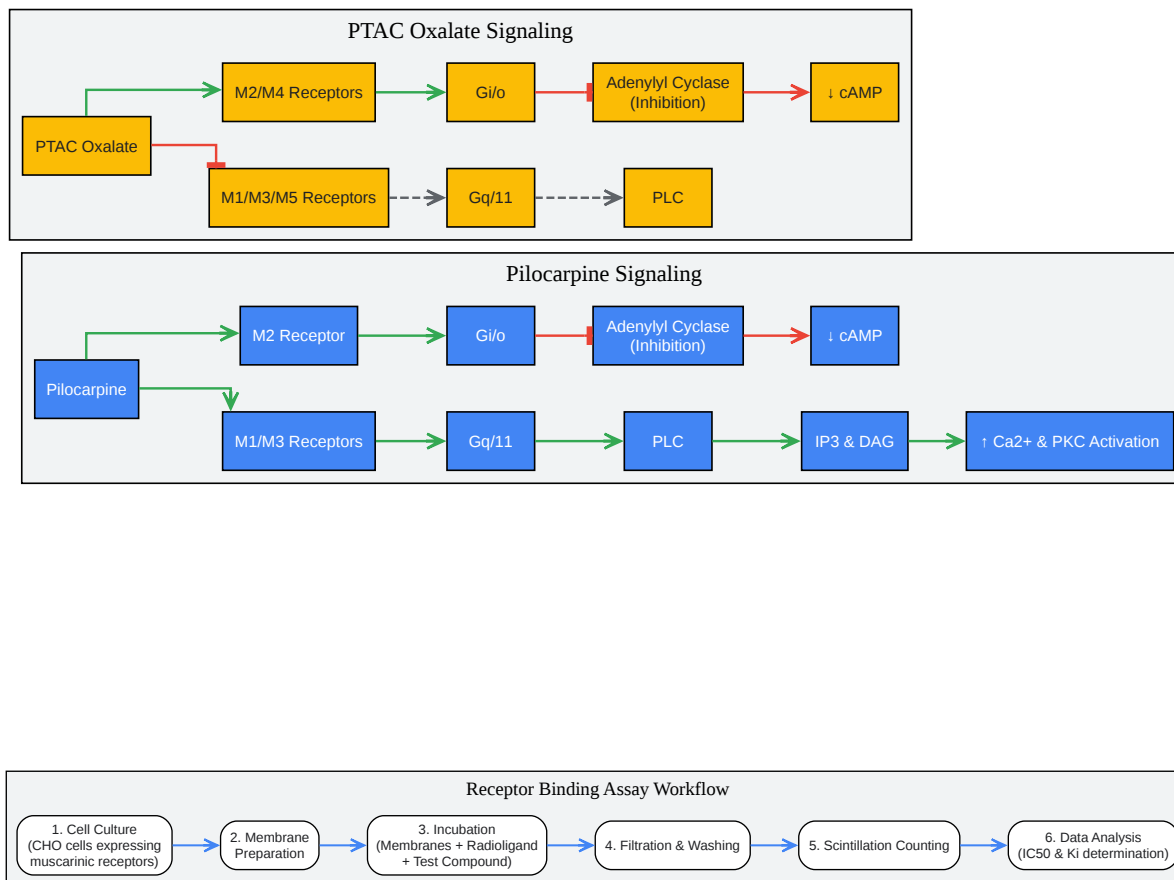 PTAC Oxalate Signaling
M2/M4 Receptors
Gi/o
Adenylyl Cyclase
(Inhibition)
↓ cAMP
PTAC Oxalate
M1/M3/M5 Receptors
Gq/11
PLC
Pilocarpine Signaling
M2 Receptor
Gi/o
Adenylyl Cyclase
(Inhibition)
↓ cAMP
Pilocarpine
M1/M3 Receptors
Gq/11
PLC
IP3 & DAG
↑ Ca2+ & PKC Activation
Receptor Binding Assay Workflow
1. Cell Culture
(CHO cells expressing
muscarinic receptors)
2. Membrane
Preparation
3. Incubation
(Membranes + Radioligand
+ Test Compound)
4. Filtration & Washing
5. Scintillation Counting
6. Data Analysis
(IC50 & Ki determination)